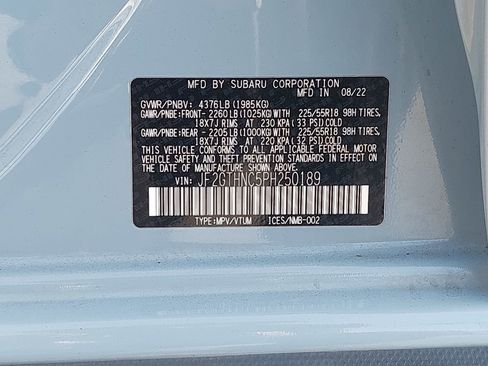 MFD BY SUBARU CORPORATION
MFD. IN 08/22
GVWR/PNBV: 4376LB(1985KG)
GAWR/PNBE:FRONT- 2260LB(1025KG)WITH 225/55R18 98H TIRES,
18X7J RIMS AT 230 KPA(33 PSI)COLD
GAWR/PNBE:REAR - 2205LB(1000KG)WITH 225/55R18 98H TIRES,
18X7J RIMS AT 220 KPA(32 PSI)COLD
THIS VEHICLE CONFORMS TO ALL APPLICABLE
FEDERAL MOTOR VEHICLE SAFETY STANDARDS IN EFFECT
ON THE DATE OF MANUFACTURE SHOWN ABOVE.
VIN: JF2GTHNC5PH250189
TYPE:MPV/VTUM ICES/NMB-002